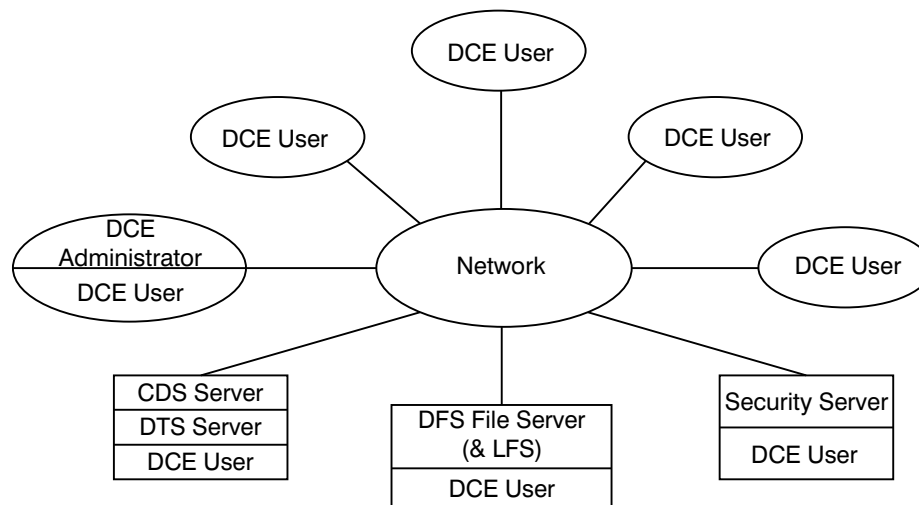 DCE User
DCE User
DCE User
DCE
Administrator
DCE User
Network
DCE User
CDS Server
DTS Server
DCE User
DFS File Server
(& LFS)
DCE User
Security Server
DCE User